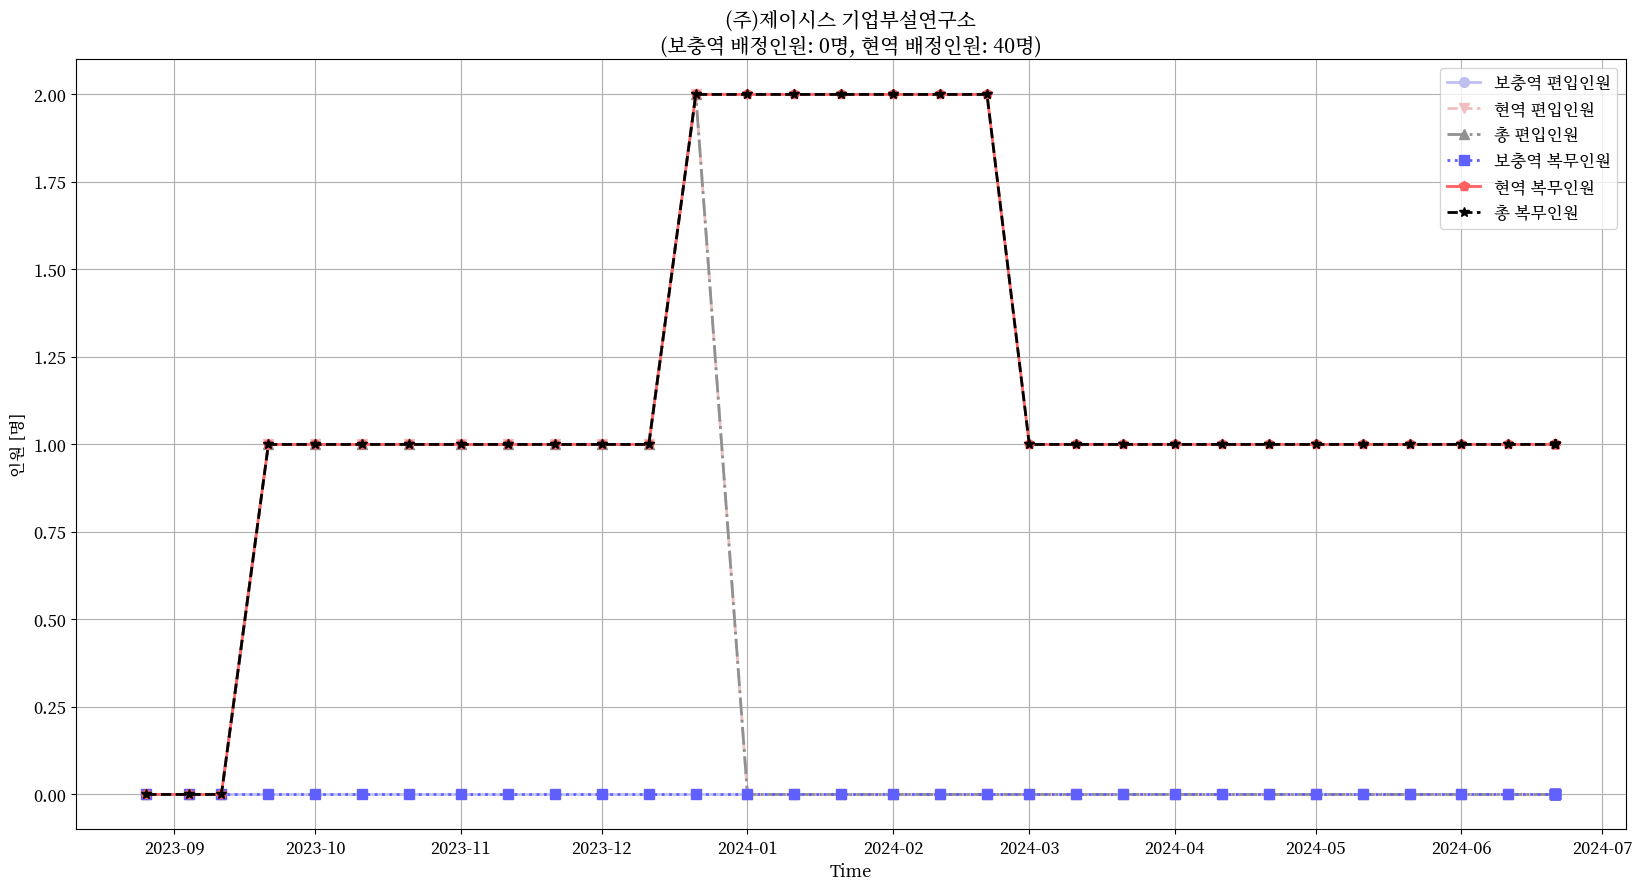 (주)제이시스 기업부설연구소
(보충역 배정인원: 0명, 현역 배정인원: 40명)
보충역 편입인원
현역 편입인원
총 편입인원
보충역 복무인원
현역 복무인원
총 복무인원
인원 [명]
2.00
1.75
1.50
1.25
1.00
0.75
0.50
0.25
0.00
2023-09 2023-10 2023-11 2023-12 2024-01 2024-02 2024-03 2024-04 2024-05 2024-06 2024-07
Time